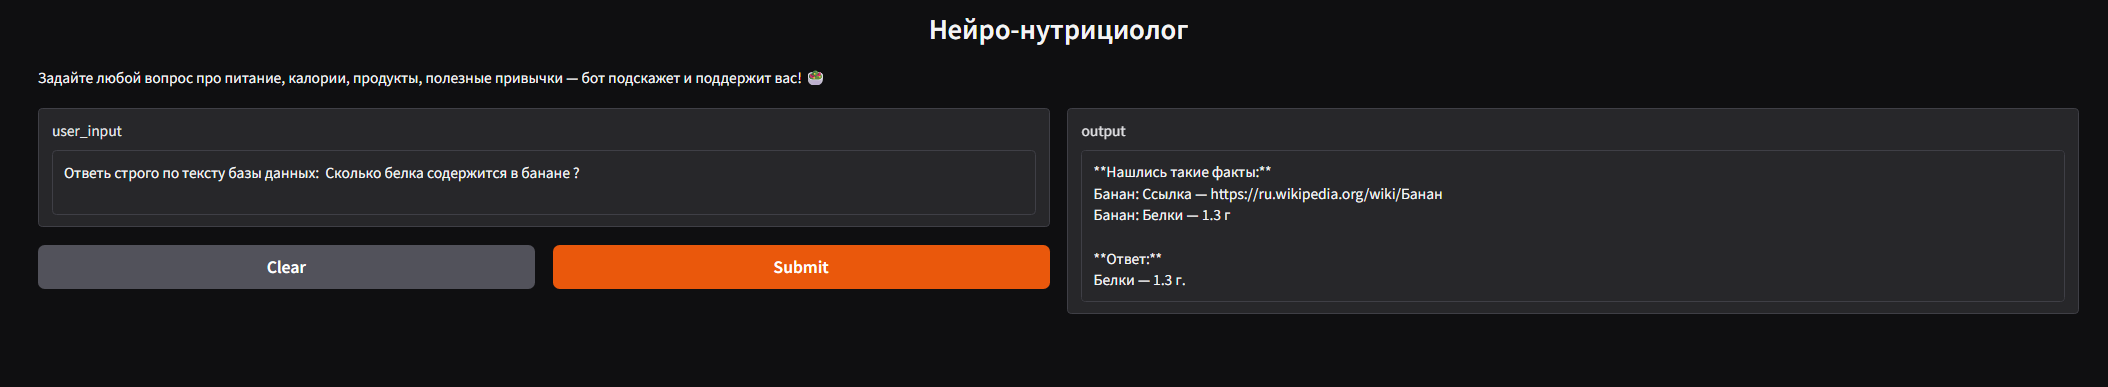 Нейро-нутрициолог
Задайте любой вопрос про питание, калории, продукты, полезные привычки — бот подскажет и поддержит вас! 🥗
user_input
Ответь строго по тексту базы данных:  Сколько белка содержится в банане ?
Clear
Submit
output
**Нашлись такие факты:**
Банан: Ссылка — https://ru.wikipedia.org/wiki/Банан
Банан: Белки — 1.3 г
**Ответ:**
Белки — 1.3 г.